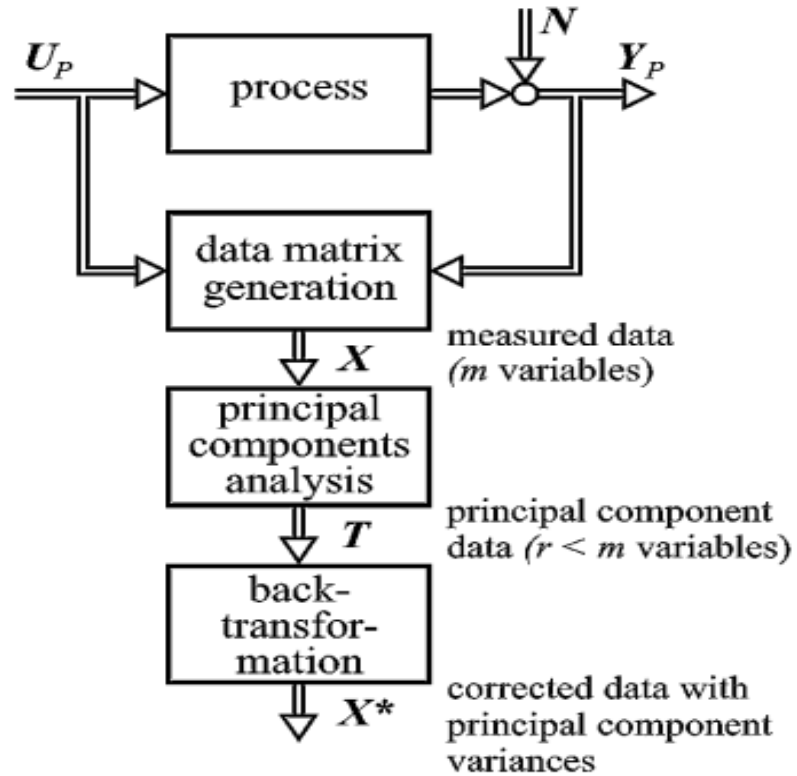 N
U_P
Y_P
process
data matrix
generation
measured data
(m variables)
X
principal
components
analysis
principal component
data (r < m variables)
T
back-
transfor-
mation
corrected data with
principal component
variances
X*